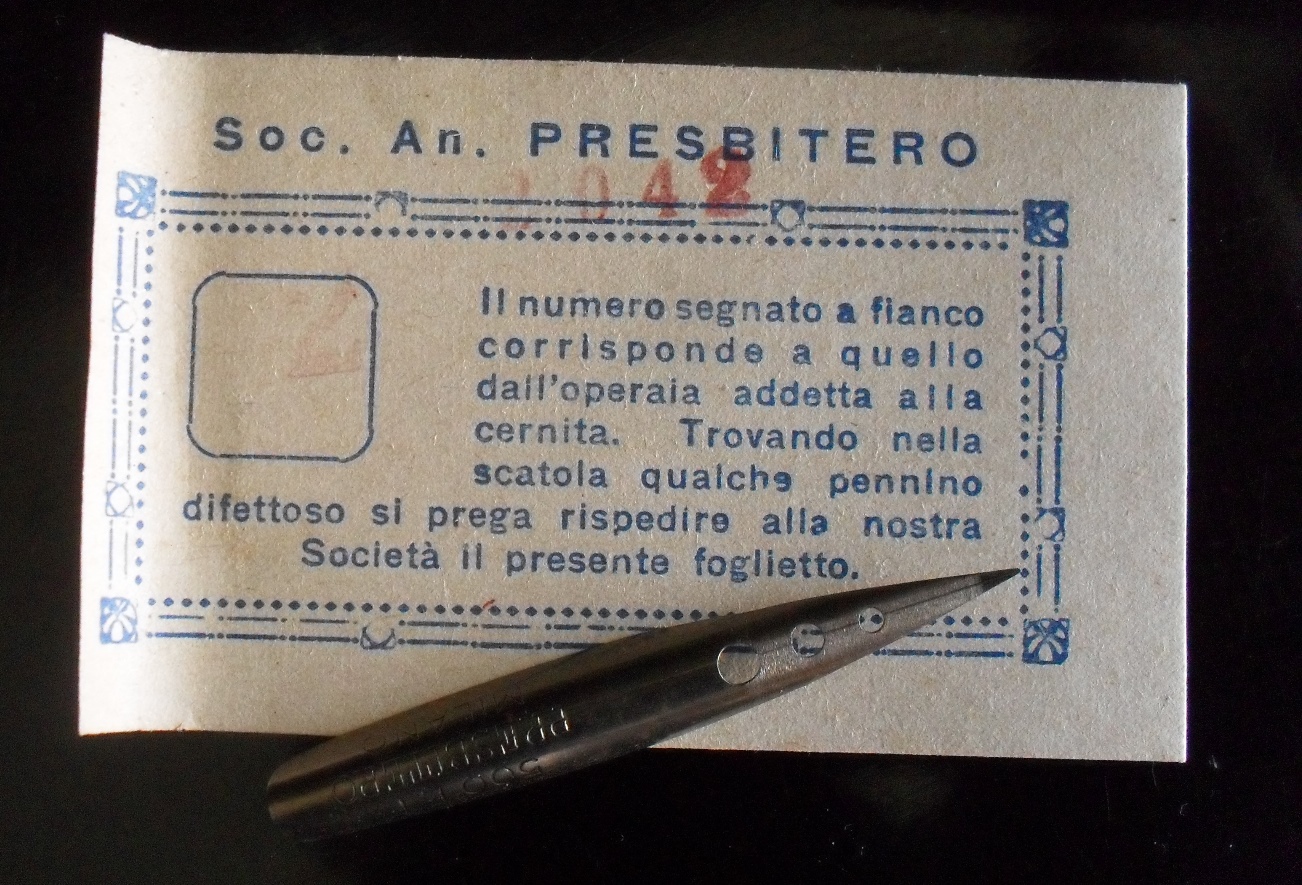 Soc. An. PRESBITERO
Il numero segnato a fianco
corrisponde a quello
dall'operaia addetta alla
cernita. Trovando nella
scatola qualche pennino
difettoso si prega rispedire alla nostra
Società il presente foglietto.
PRESBITERO